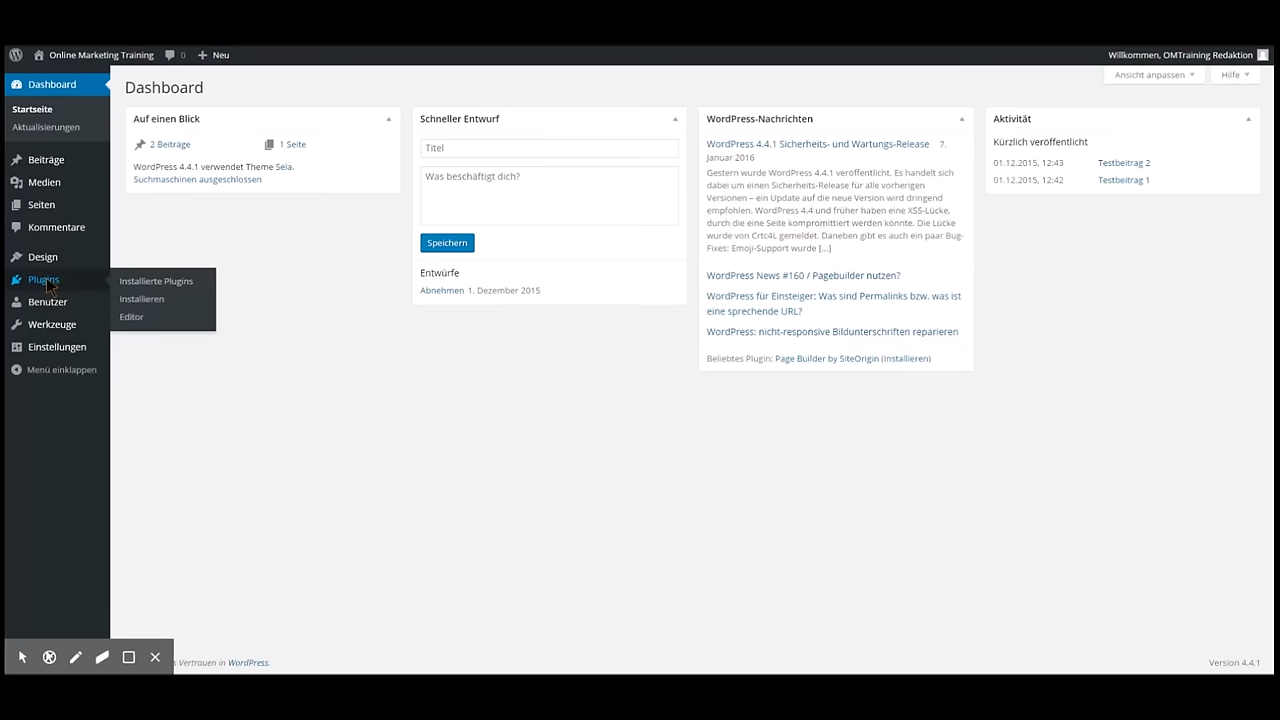 Online Marketing Training
0
Neu
Willkommen, OMTraining Redaktion
Dashboard
Startseite
Aktualisierungen
Beiträge
Medien
Seiten
Kommentare
Design
Plugins
Benutzer
Werkzeuge
Einstellungen
Menü einklappen
Installierte Plugins
Installieren
Editor
Ansicht anpassen
Hilfe
Dashboard
Auf einen Blick
2 Beiträge
1 Seite
WordPress 4.4.1 verwendet Theme Sela.
Suchmaschinen ausgeschlossen
Schneller Entwurf
Titel
Was beschäftigt dich?
Speichern
Entwürfe
Abnehmen 1. Dezember 2015
WordPress-Nachrichten
WordPress 4.4.1 Sicherheits- und Wartungs-Release 7.
Januar 2016
Gestern wurde WordPress 4.4.1 veröffentlicht. Es handelt sich
dabei um einen Sicherheits-Release für alle vorherigen
Versionen – ein Update auf die neue Version wird dringend
empfohlen. WordPress 4.4 und früher haben eine XSS-Lücke,
durch die eine Seite kompromittiert werden könnte. Die Lücke
wurde von Crtc4L gemeldet. Daneben gibt es auch ein paar Bug-
Fixes: Emoji-Support wurde [...]
WordPress News #160 / Pagebuilder nutzen?
WordPress für Einsteiger: Was sind Permalinks bzw. was ist
eine sprechende URL?
WordPress: nicht-responsive Bildunterschriften reparieren
Beliebtes Plugin: Page Builder by SiteOrigin (Installieren)
Aktivität
Kürzlich veröffentlicht
01.12.2015, 12:43 Testbeitrag 2
01.12.2015, 12:42 Testbeitrag 1
Vertrauen in WordPress.
Version 4.4.1